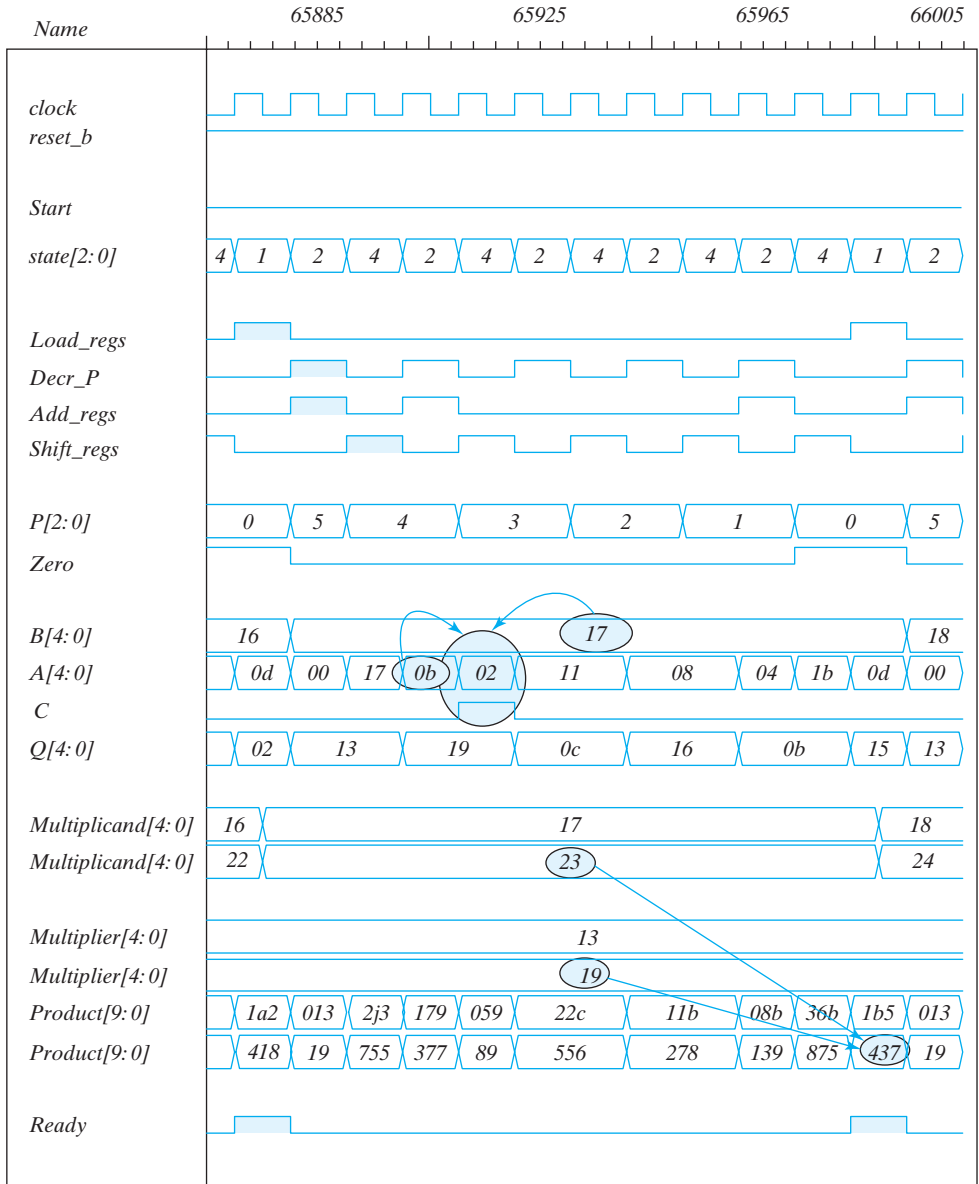 Name 65885 65925 65965 66005
clock
reset_b
Start
state[2:0] 4 1 2 4 2 4 2 4 2 4 2 4 1 2
Load_regs
Decr_P
Add_regs
Shift_regs
P[2:0] 0 5 4 3 2 1 0 5
Zero
B[4:0] 16 17 18
A[4:0] 0d 00 17 0b 02 11 08 04 1b 0d 00
C
Q[4:0] 02 13 19 0c 16 0b 15 13
Multiplicand[4:0] 16 17 18
Multiplicand[4:0] 22 23 24
Multiplier[4:0] 13
Multiplier[4:0] 19
Product[9:0] 1a2 013 2j3 179 059 22c 11b 08b 36b 1b5 013
Product[9:0] 418 19 755 377 89 556 278 139 875 437 19
Ready